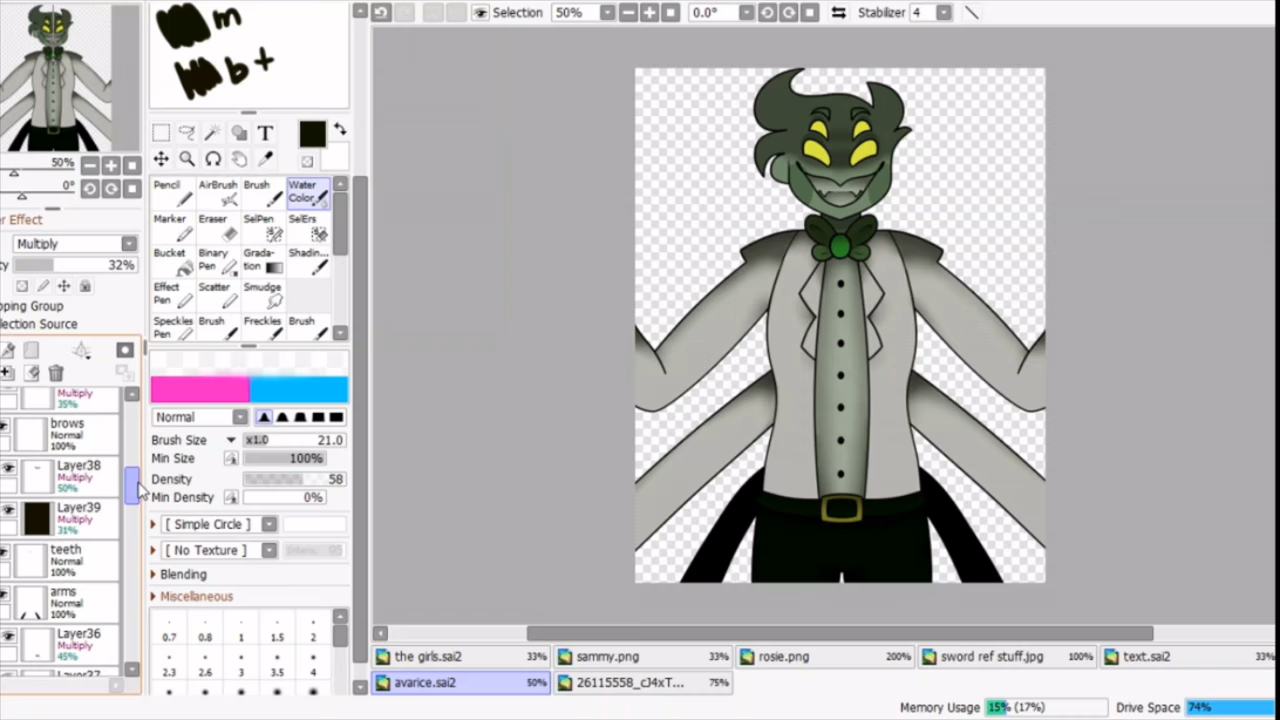 Selection 50% 0.0° Stabilizer 4
m
b +
50%
0°
r Effect
Multiply
ty 32%
pping Group
lection Source
Multiply
35%
brows
Normal
100%
Layer38
Multiply
50%
Layer39
Multiply
31%
teeth
Normal
100%
arms
Normal
100%
Layer36
Multiply
45%
T
Pencil AirBrush Brush Water Color
Marker Eraser SelPen SelErs
Bucket Binary Pen Grada-tion Shadin...
Effect Pen Scatter Smudge
Speckles Pen Brush Freckles Brush
Normal
Brush Size x1.0 21.0
Min Size 100%
Density 58
Min Density 0%
[ Simple Circle ]
[ No Texture ]
Blending
Miscellaneous
0.7 0.8 1 1.5 2
2.3 2.6 3 3.5 4
the girls.sai2 33% sammy.png 33% rosie.png 200% sword ref stuff.jpg 100% text.sai2 33%
avarice.sai2 50% 26115558_cJ4xT... 75%
Memory Usage 15% (17%) Drive Space 74%